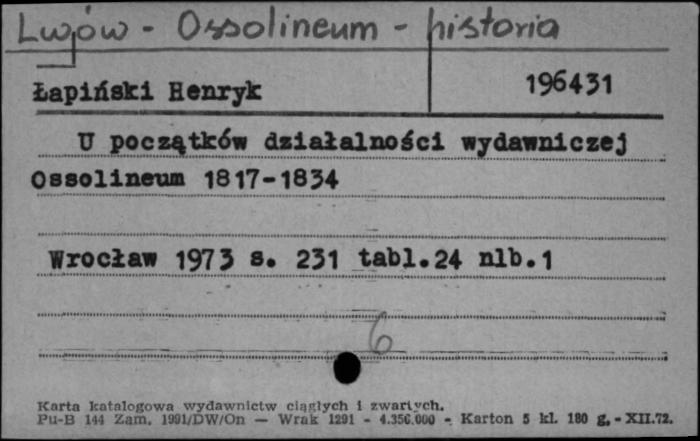 Lwów - Ossolineum - historia
Łapiński Henryk 196431
U początków działalności wydawniczej
Ossolineum 1817-1834
Wrocław 1973 s. 231 tabl.24 nlb.1
6
Karta katalogowa wydawnictw ciągłych i zwartych.
Pu-B 144 Zam. 1991/DW/On — Wrak 1291 - 4.356.000 - Karton 5 kl. 180 g. - XII.72.